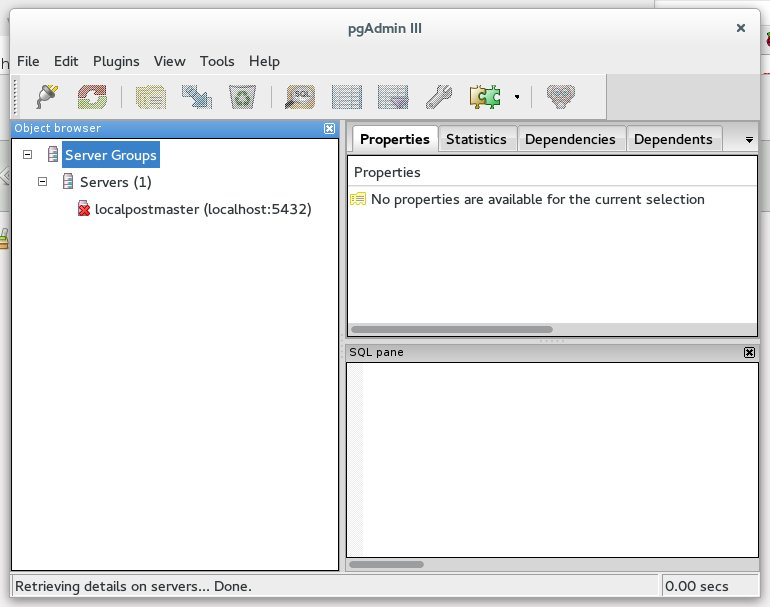 pgAdmin III
File Edit Plugins View Tools Help
SQL
Object browser
Server Groups
Servers (1)
localpostmaster (localhost:5432)
Properties Statistics Dependencies Dependents
Properties
No properties are available for the current selection
SQL pane
Retrieving details on servers... Done.
0.00 secs